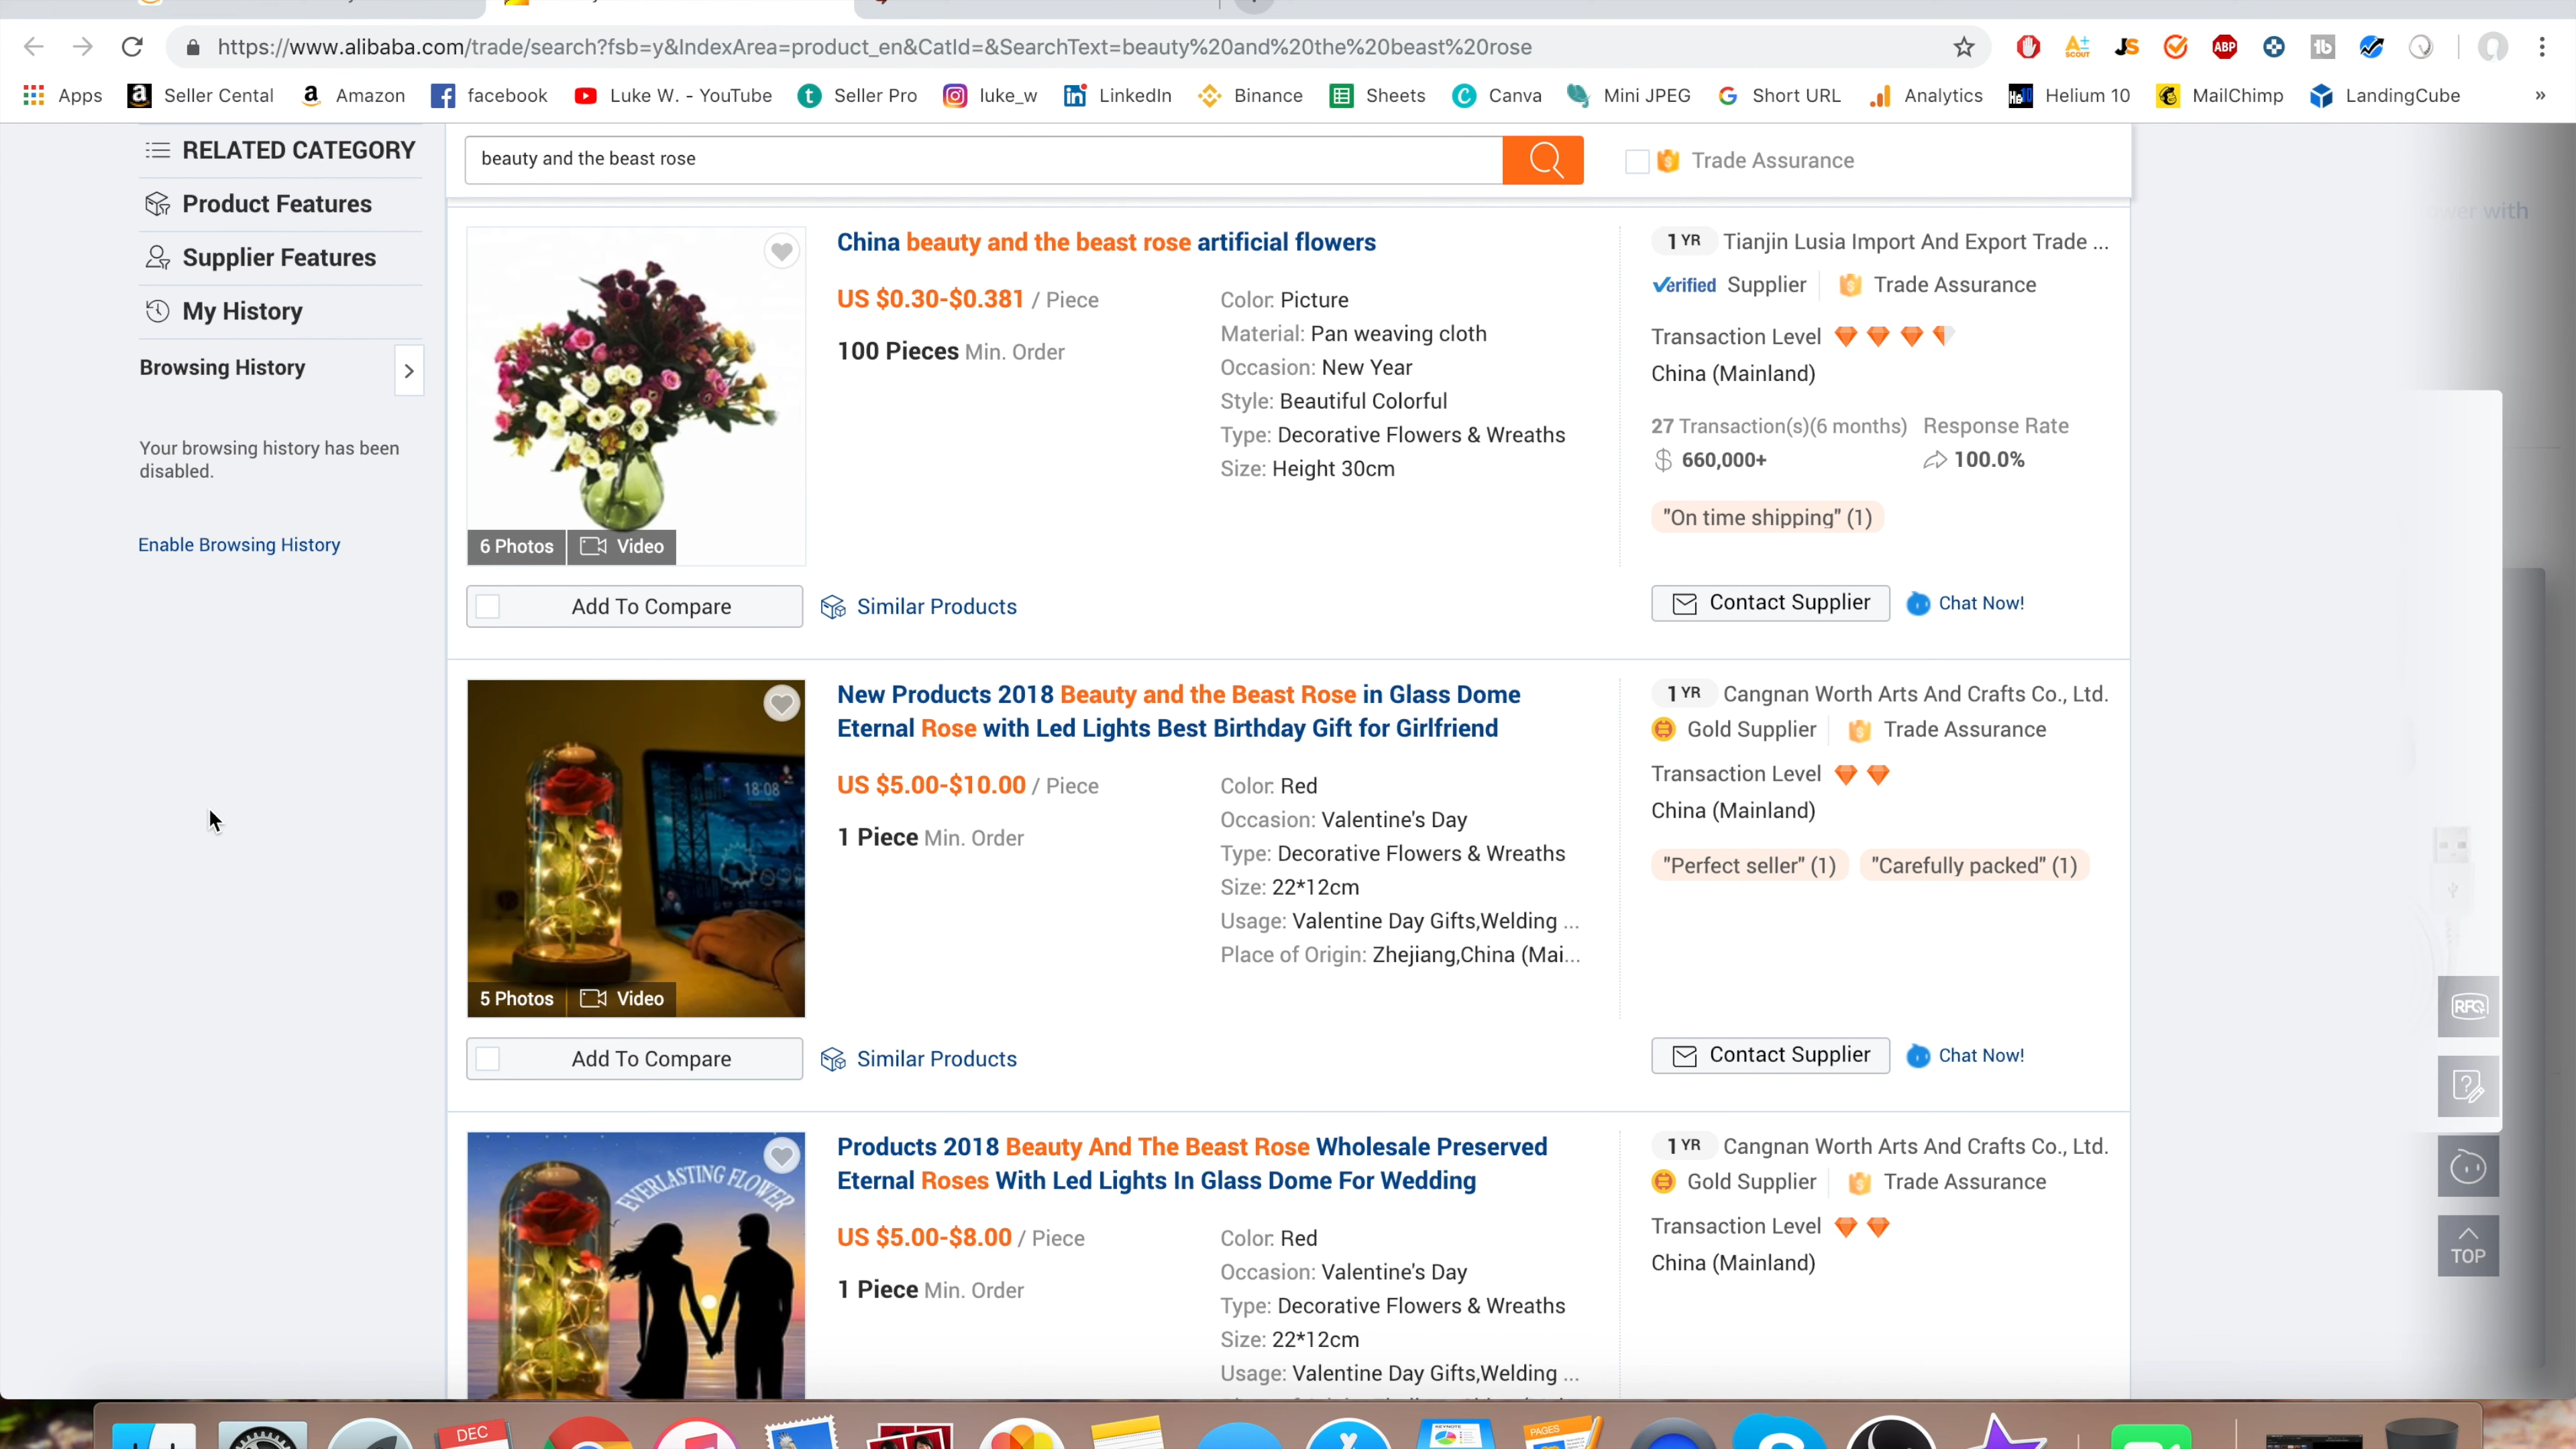 https://www.alibaba.com/trade/search?fsb=y&IndexArea=product_en&CatId=&SearchText=beauty%20and%20the%20beast%20rose
A+ SCOUT JS ABP tb
Apps Seller Cental Amazon facebook Luke W. - YouTube Seller Pro luke_w LinkedIn Binance Sheets Canva Mini JPEG Short URL Analytics Helium 10 MailChimp LandingCube »
RELATED CATEGORY
Product Features
Supplier Features
My History
Browsing History
Your browsing history has been
disabled.
Enable Browsing History
beauty and the beast rose
Trade Assurance
China beauty and the beast rose artificial flowers
US $0.30-$0.381 / Piece
100 Pieces Min. Order
Color: Picture
Material: Pan weaving cloth
Occasion: New Year
Style: Beautiful Colorful
Type: Decorative Flowers & Wreaths
Size: Height 30cm
1 YR Tianjin Lusia Import And Export Trade ...
Verified Supplier Trade Assurance
Transaction Level
China (Mainland)
27 Transaction(s)(6 months) Response Rate
660,000+ 100.0%
"On time shipping" (1)
6 Photos Video
Add To Compare Similar Products
Contact Supplier Chat Now!
New Products 2018 Beauty and the Beast Rose in Glass Dome
Eternal Rose with Led Lights Best Birthday Gift for Girlfriend
US $5.00-$10.00 / Piece
1 Piece Min. Order
Color: Red
Occasion: Valentine's Day
Type: Decorative Flowers & Wreaths
Size: 22*12cm
Usage: Valentine Day Gifts,Welding ...
Place of Origin: Zhejiang,China (Mai...
1 YR Cangnan Worth Arts And Crafts Co., Ltd.
Gold Supplier Trade Assurance
Transaction Level
China (Mainland)
"Perfect seller" (1) "Carefully packed" (1)
18:08
5 Photos Video
Add To Compare Similar Products
Contact Supplier Chat Now!
Products 2018 Beauty And The Beast Rose Wholesale Preserved
Eternal Roses With Led Lights In Glass Dome For Wedding
US $5.00-$8.00 / Piece
1 Piece Min. Order
Color: Red
Occasion: Valentine's Day
Type: Decorative Flowers & Wreaths
Size: 22*12cm
Usage: Valentine Day Gifts,Welding ...
1 YR Cangnan Worth Arts And Crafts Co., Ltd.
Gold Supplier Trade Assurance
Transaction Level
China (Mainland)
EVERLASTING FLOWER
with
RFQ
TOP
DEC
KEYNOTE
PAGES